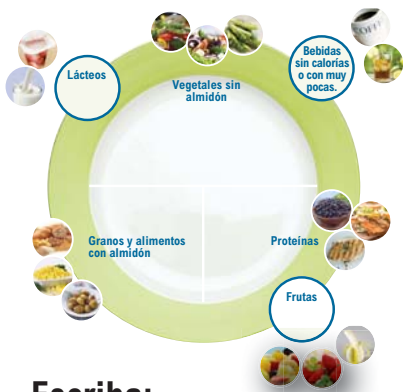 Lácteos
Vegetales sin
almidón
Bebidas
sin calorías
o con muy
pocas.
Granos y alimentos
con almidón
Proteínas
Frutas
Escriba: